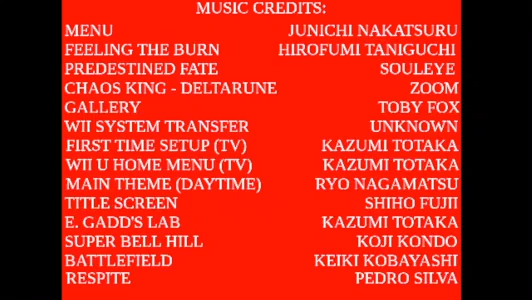 MUSIC CREDITS:
MENU JUNICHI NAKATSURU
FEELING THE BURN HIROFUMI TANIGUCHI
PREDESTINED FATE SOULEYE
CHAOS KING - DELTARUNE ZOOM
GALLERY TOBY FOX
WII SYSTEM TRANSFER UNKNOWN
FIRST TIME SETUP (TV) KAZUMI TOTAKA
WII U HOME MENU (TV) KAZUMI TOTAKA
MAIN THEME (DAYTIME) RYO NAGAMATSU
TITLE SCREEN SHIHO FUJII
E. GADD'S LAB KAZUMI TOTAKA
SUPER BELL HILL KOJI KONDO
BATTLEFIELD KEIKI KOBAYASHI
RESPITE PEDRO SILVA